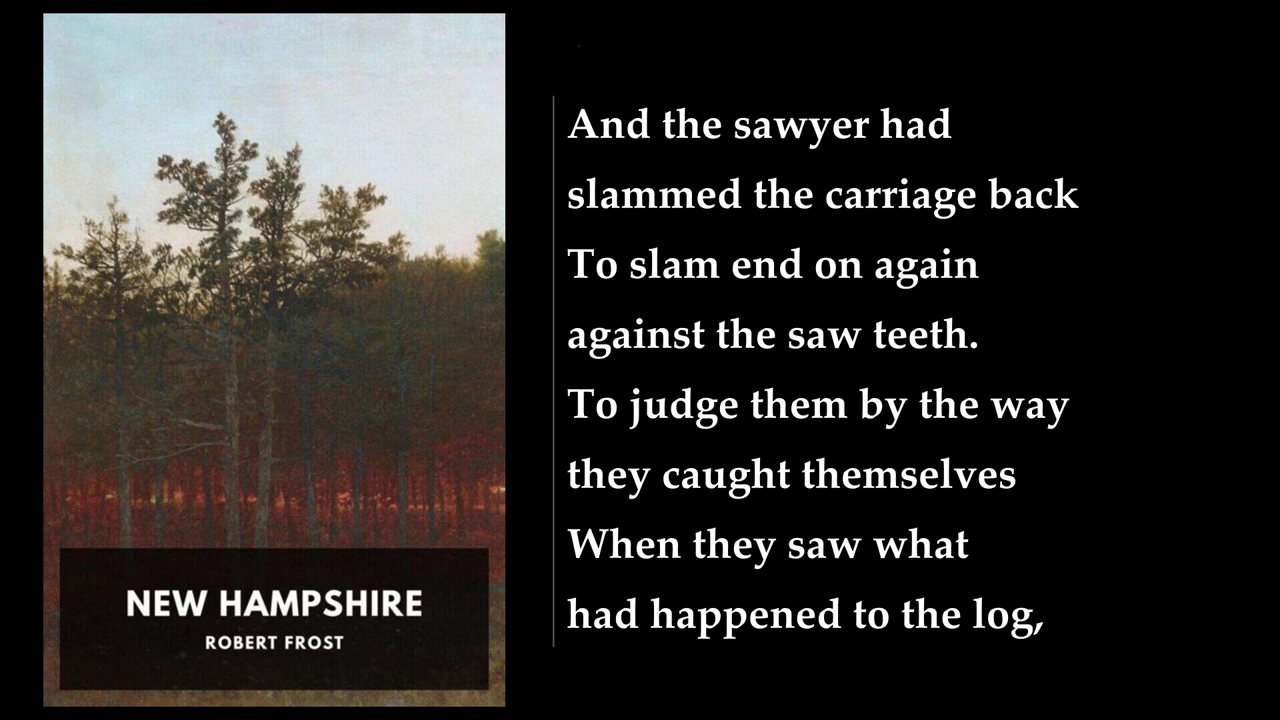 And the sawyer had
slammed the carriage back
To slam end on again
against the saw teeth.
To judge them by the way
they caught themselves
When they saw what
had happened to the log,
NEW HAMPSHIRE
ROBERT FROST